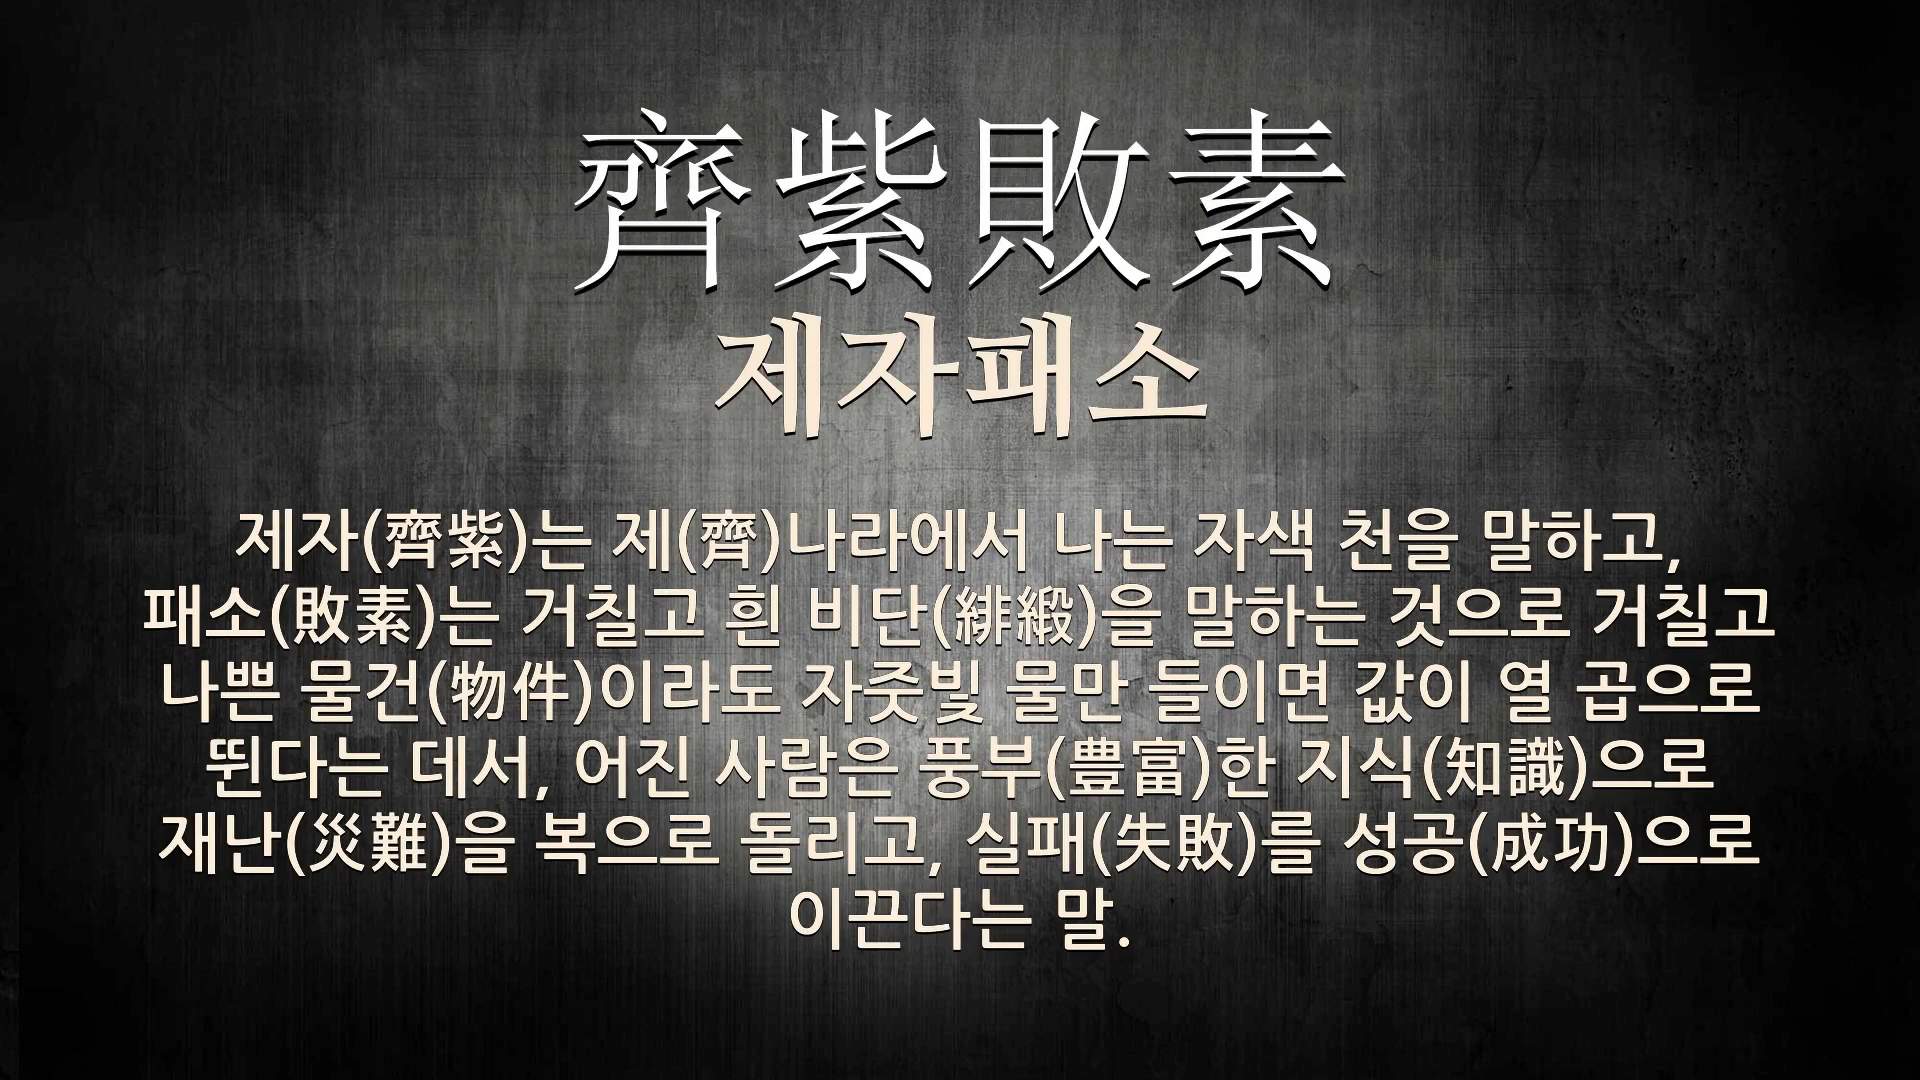 齊紫敗素
제자패소
제자(齊紫)는 제(齊)나라에서 나는 자색 천을 말하고,
패소(敗素)는 거칠고 흰 비단(緋緞)을 말하는 것으로 거칠고
나쁜 물건(物件)이라도 자줏빛 물만 들이면 값이 열 곱으로
뛴다는 데서, 어진 사람은 풍부(豊富)한 지식(知識)으로
재난(災難)을 복으로 돌리고, 실패(失敗)를 성공(成功)으로
이끈다는 말.